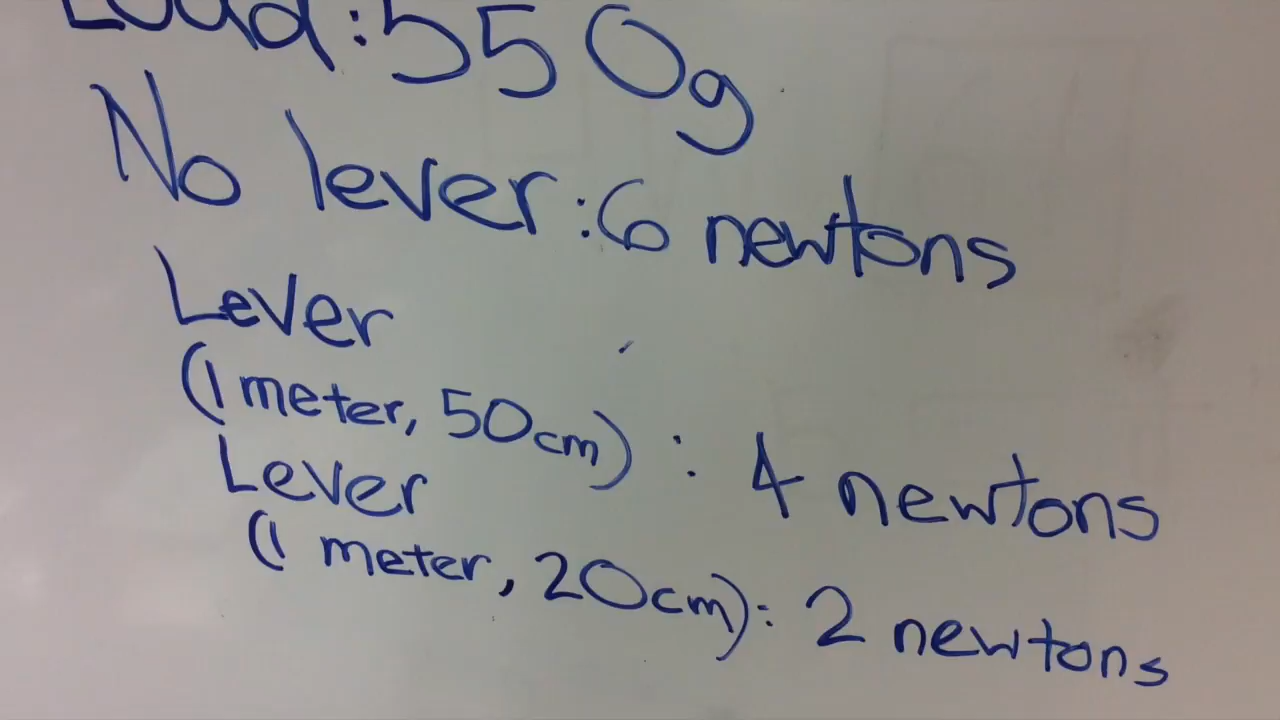 Load: 550g
No lever: 6 newtons
Lever
(1 meter, 50cm) : 4 newtons
Lever
(1 meter, 20cm): 2 newtons